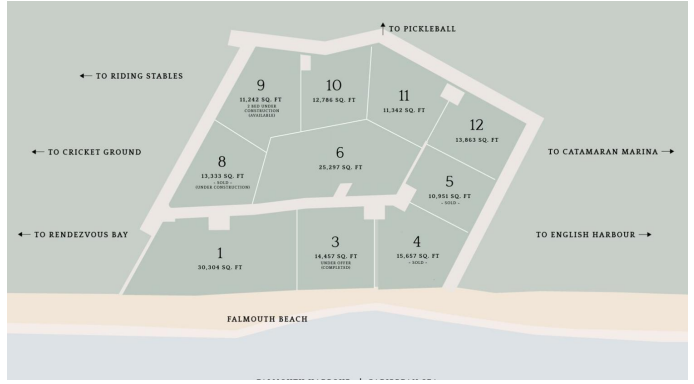 ↑ TO PICKLEBALL
← TO RIDING STABLES
9
11,242 SQ. FT
2 BED UNDER
CONSTRUCTION
(AVAILABLE)
10
12,786 SQ. FT
11
11,342 SQ. FT
12
13,863 SQ. FT
← TO CRICKET GROUND
TO CATAMARAN MARINA →
8
13,333 SQ. FT
- SOLD -
(UNDER CONSTRUCTION)
6
25,297 SQ. FT
5
10,951 SQ. FT
- SOLD -
← TO RENDEZVOUS BAY
TO ENGLISH HARBOUR →
1
30,304 SQ. FT
3
14,457 SQ. FT
UNDER OFFER
(COMPLETED)
4
15,657 SQ. FT
- SOLD -
FALMOUTH BEACH